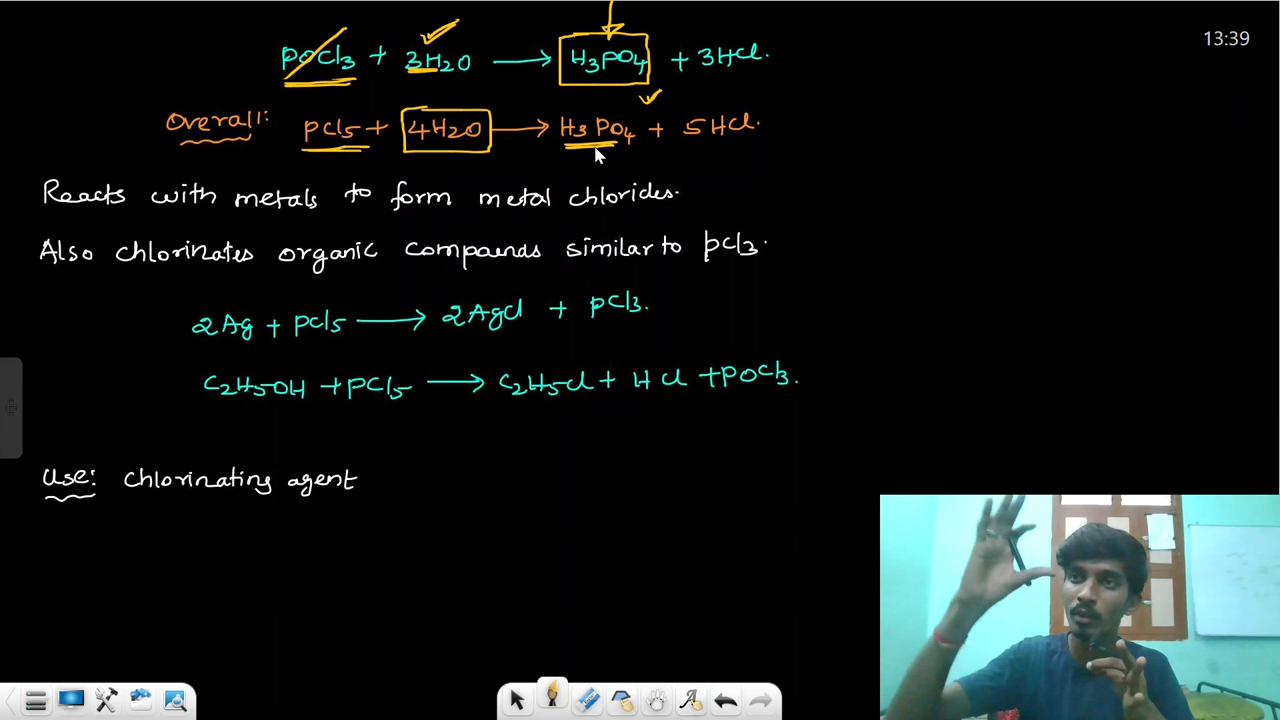 13:39
POCl3 + 3H2O ⟶ H3PO4 + 3HCl.
Overall: PCl5 + 4H2O ⟶ H3PO4 + 5HCl.
Reacts with metals to form metal chlorides.
Also chlorinates organic compounds similar to PCl3.
2Ag + PCl5 ⟶ 2AgCl + PCl3.
C2H5OH + PCl5 ⟶ C2H5Cl + HCl + POCl3.
Use: Chlorinating agent